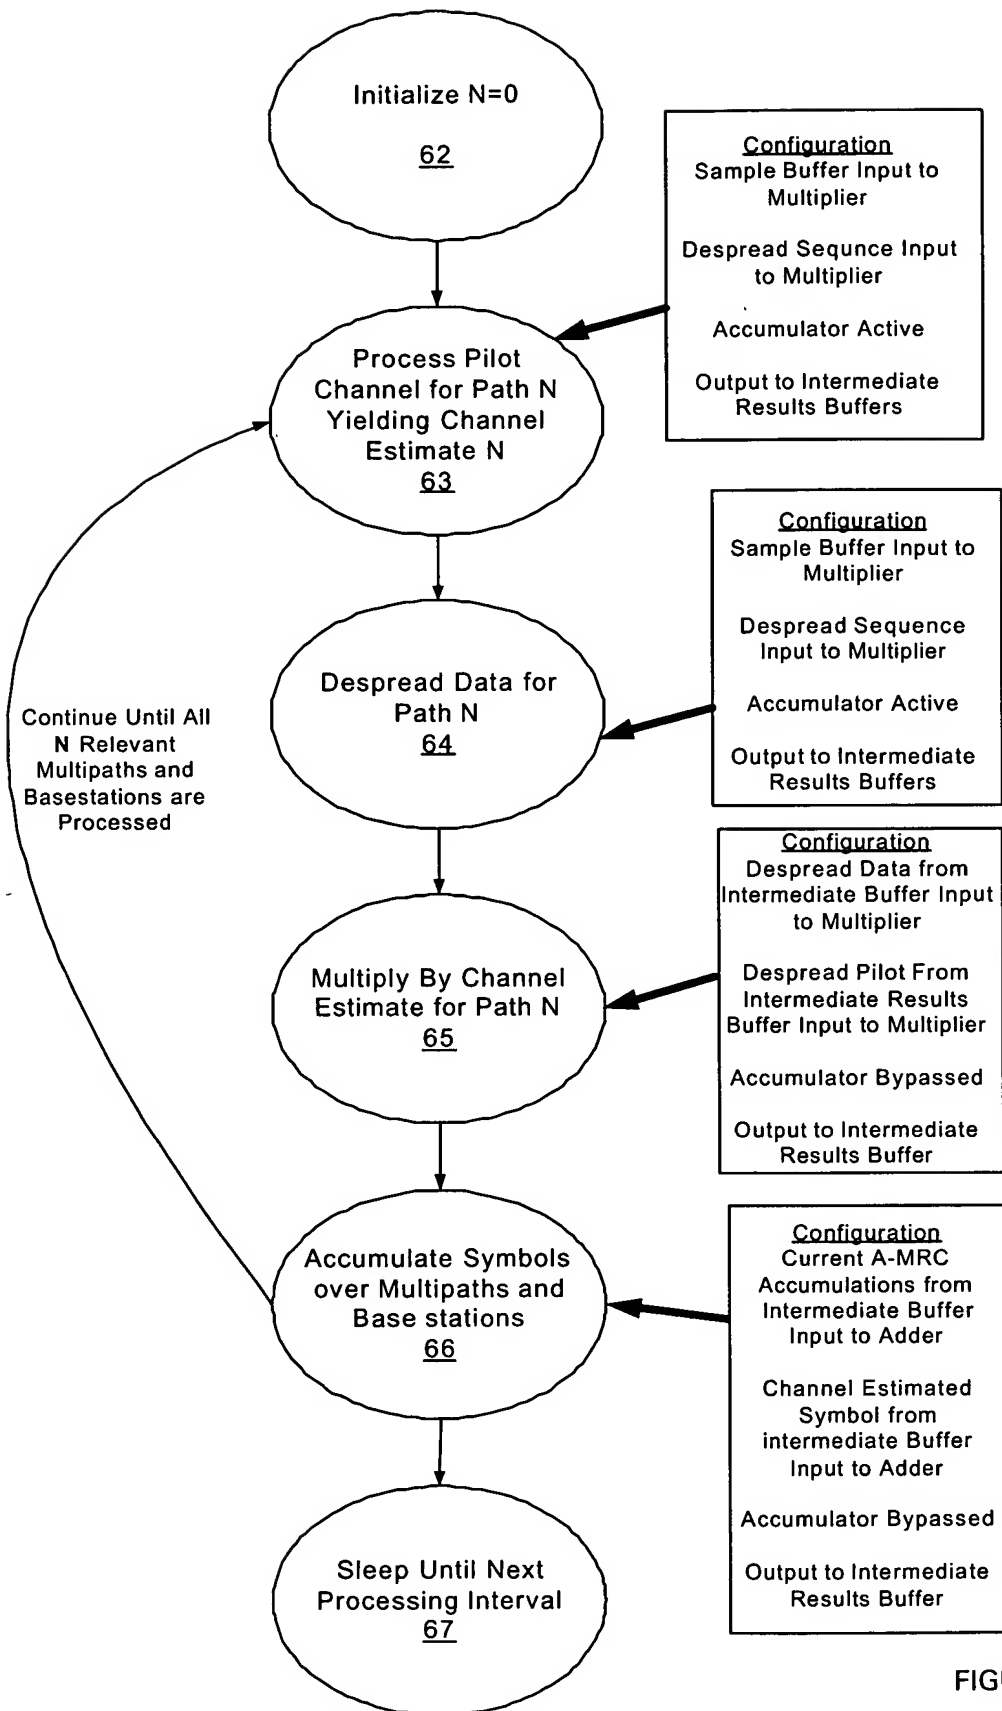 Initialize N=0
62
Configuration
Sample Buffer Input to
Multiplier
Despread Sequnce Input
to Multiplier
Accumulator Active
Output to Intermediate
Results Buffers
Process Pilot
Channel for Path N
Yielding Channel
Estimate N
63
Configuration
Sample Buffer Input to
Multiplier
Despread Sequence
Input to Multiplier
Accumulator Active
Output to Intermediate
Results Buffers
Despread Data for
Path N
64
Continue Until All
N Relevant
Multipaths and
Basestations are
Processed
Configuration
Despread Data from
Intermediate Buffer Input
to Multiplier
Despread Pilot From
Intermediate Results
Buffer Input to Multiplier
Accumulator Bypassed
Output to Intermediate
Results Buffer
Multiply By Channel
Estimate for Path N
65
Configuration
Current A-MRC
Accumulations from
Intermediate Buffer
Input to Adder
Channel Estimated
Symbol from
intermediate Buffer
Input to Adder
Accumulator Bypassed
Output to Intermediate
Results Buffer
Accumulate Symbols
over Multipaths and
Base stations
66
Sleep Until Next
Processing Interval
67